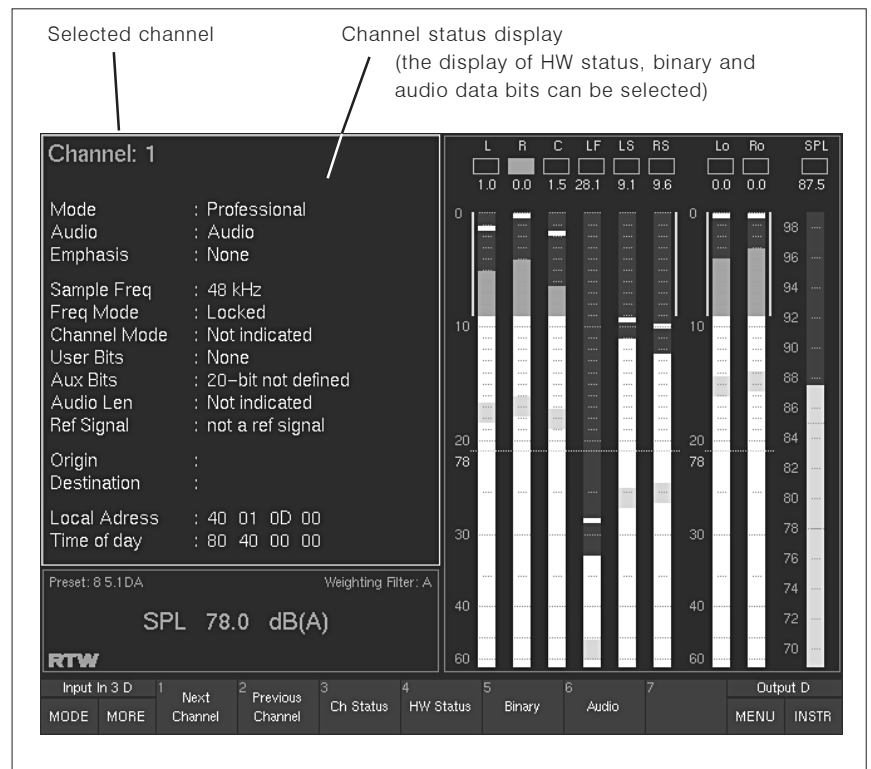 Selected channel
Channel status display
(the display of HW status, binary and
audio data bits can be selected)
Channel: 1
Mode : Professional
Audio : Audio
Emphasis : None
Sample Freq : 48 kHz
Freq Mode : Locked
Channel Mode : Not indicated
User Bits : None
Aux Bits : 20-bit not defined
Audio Len : Not indicated
Ref Signal : not a ref signal
Origin :
Destination :
Local Adress : 40 01 0D 00
Time of day : 80 40 00 00
Preset: 8 5.1DA Weighting Filter: A
SPL 78.0 dB(A)
RTW
L R C LF LS RS Lo Ro SPL
1.0 0.0 1.5 28.1 9.1 9.6 0.0 0.0 87.5
0 0
98
96
94
92
10 10
90
88
86
84
20 20
78 78
82
80
78
30 30
76
74
40 40
72
70
60 60
Input In 3 D 1 Next Channel 2 Previous Channel 3 Ch Status 4 HW Status 5 Binary 6 Audio 7 Output D
MODE MORE MENU INSTR